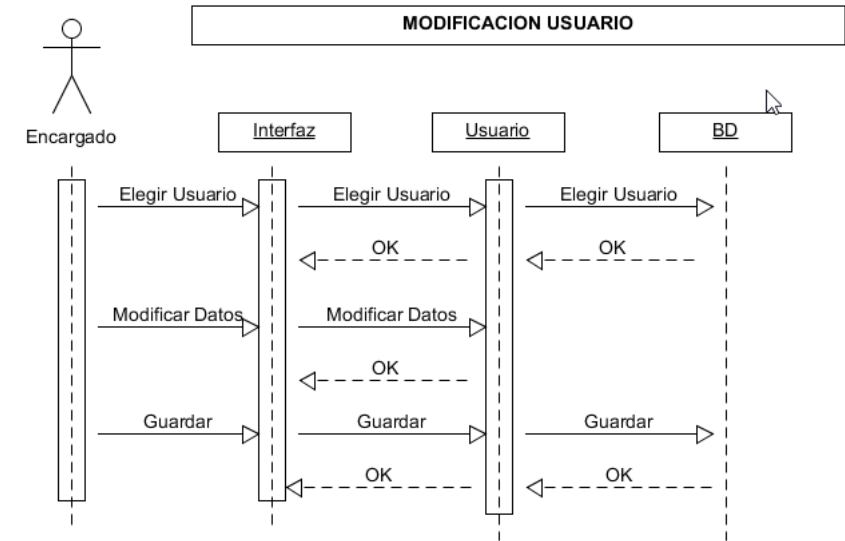 MODIFICACION USUARIO
Encargado
Interfaz
Usuario
BD
Elegir Usuario
Elegir Usuario
Elegir Usuario
OK
OK
Modificar Datos
Modificar Datos
OK
Guardar
Guardar
Guardar
OK
OK